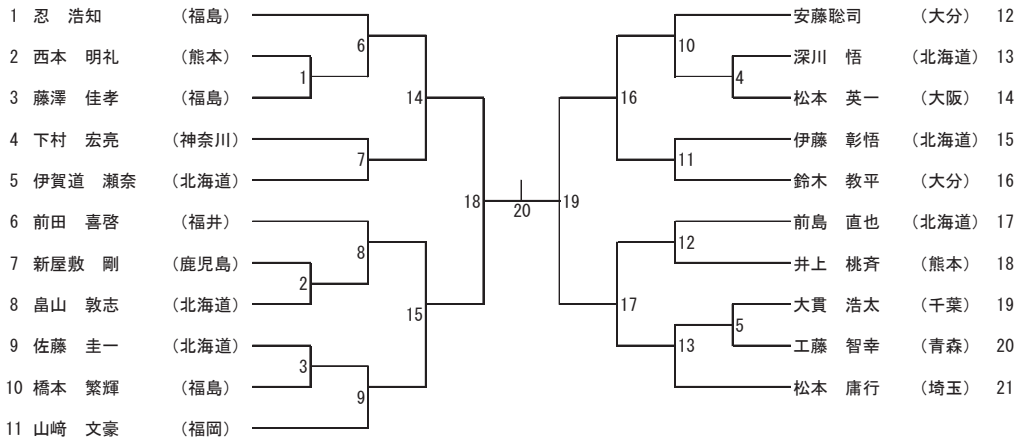 1 忍　浩知 （福島）
2 西本　明礼 （熊本）
3 藤澤　佳孝 （福島）
4 下村　宏亮 （神奈川）
5 伊賀道　瀬奈 （北海道）
6 前田　喜啓 （福井）
7 新屋敷　剛 （鹿児島）
8 畠山　敦志 （北海道）
9 佐藤　圭一 （北海道）
10 橋本　繁輝 （福島）
11 山﨑　文豪 （福岡）
6
1
14
7
18
8
2
15
3
9
20
19
16
10
4
11
17
12
5
13
安藤聡司 （大分） 12
深川　悟 （北海道） 13
松本　英一 （大阪） 14
伊藤　彰悟 （北海道） 15
鈴木　教平 （大分） 16
前島　直也 （北海道） 17
井上　桃斉 （熊本） 18
大貫　浩太 （千葉） 19
工藤　智幸 （青森） 20
松本　庸行 （埼玉） 21